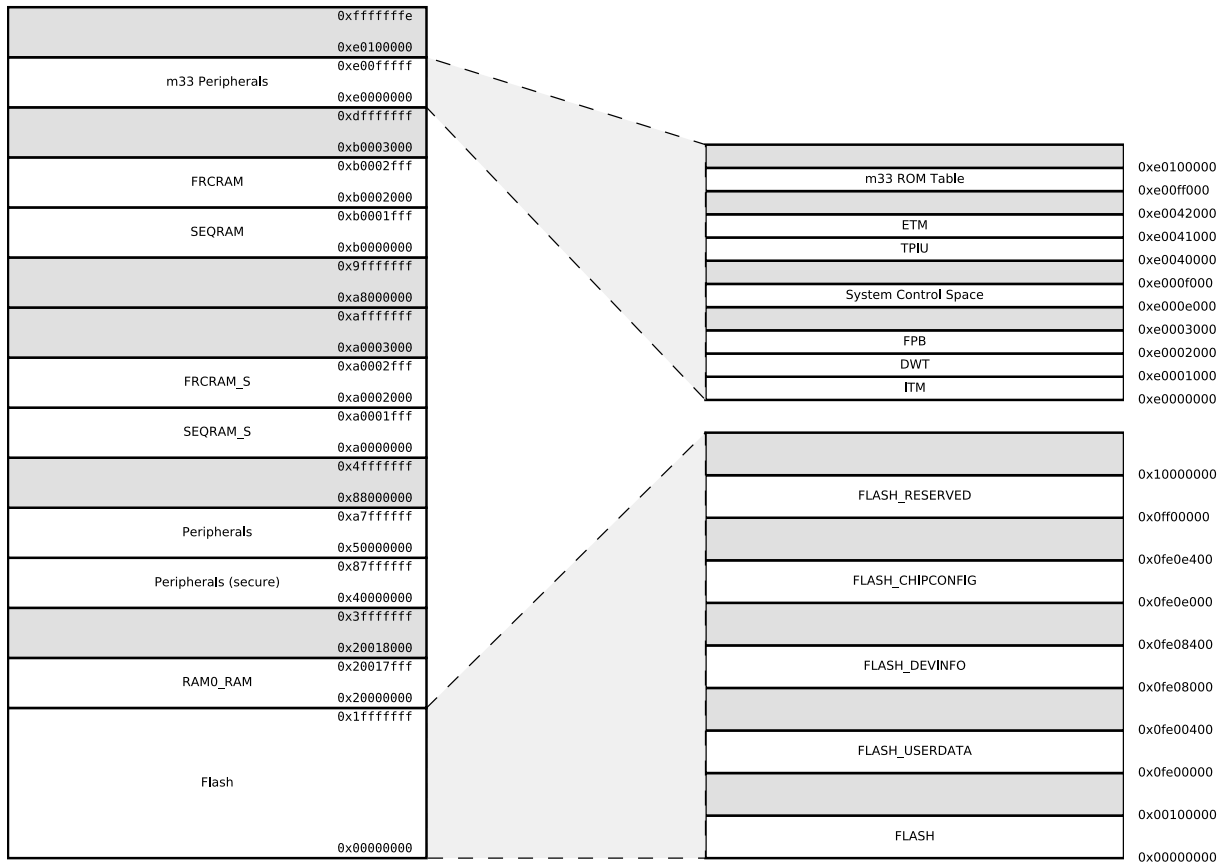 0xfffffffe
0xe0100000
0xe00fffff
m33 Peripherals
0xe0000000
0xdfffffff
0xb0003000
0xb0002fff
FRCRAM
0xb0002000
0xb0001fff
SEQRAM
0xb0000000
0x9fffffff
0xa8000000
0xafffffff
0xa0003000
0xa0002fff
FRCRAM_S
0xa0002000
0xa0001fff
SEQRAM_S
0xa0000000
0x4fffffff
0x88000000
0xa7ffffff
Peripherals
0x50000000
0x87ffffff
Peripherals (secure)
0x40000000
0x3fffffff
0x20018000
0x20017fff
RAM0_RAM
0x20000000
0x1fffffff
Flash
0x00000000
0xe0100000
m33 ROM Table
0xe00ff000
0xe0042000
ETM
0xe0041000
TPIU
0xe0040000
0xe000f000
System Control Space
0xe000e000
0xe0003000
FPB
0xe0002000
DWT
0xe0001000
ITM
0xe0000000
0x10000000
FLASH_RESERVED
0x0ff00000
0x0fe0e400
FLASH_CHIPCONFIG
0x0fe0e000
0x0fe08400
FLASH_DEVINFO
0x0fe08000
0x0fe00400
FLASH_USERDATA
0x0fe00000
0x00100000
FLASH
0x00000000